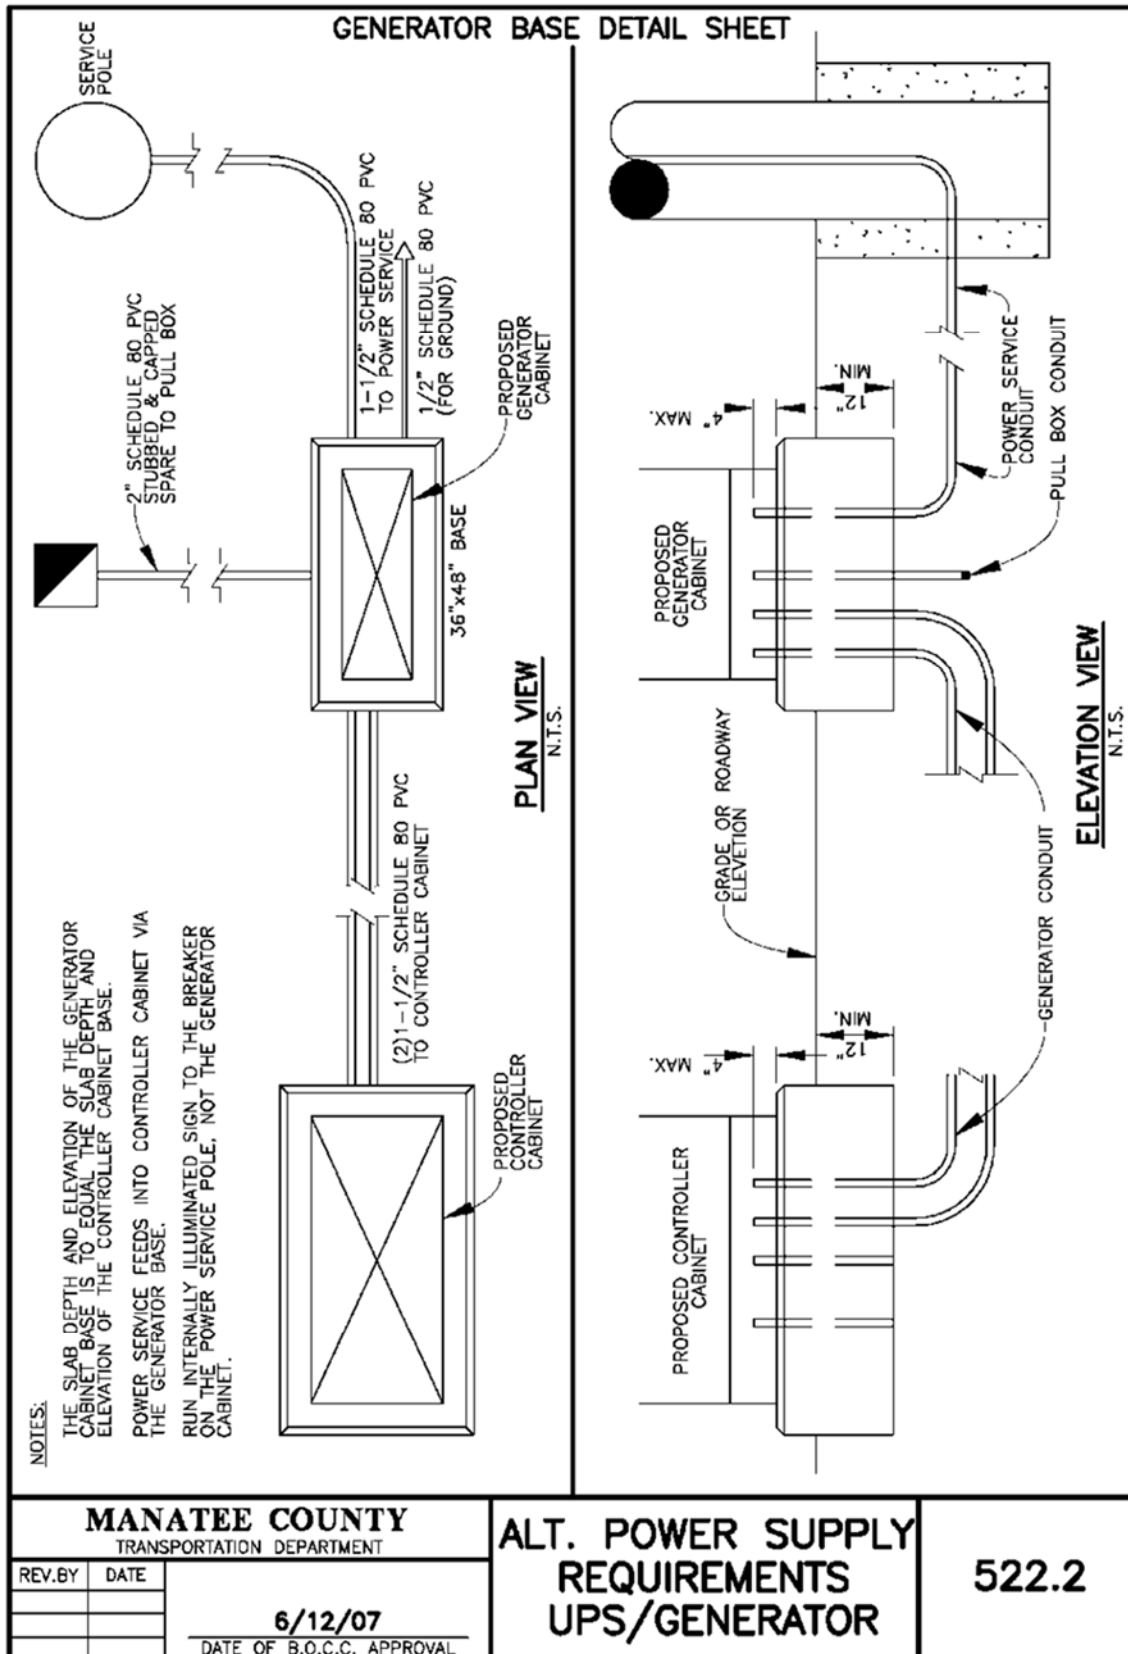 GENERATOR BASE DETAIL SHEET
SERVICE
POLE
2" SCHEDULE 80 PVC
STUBBED & CAPPED
SPARE TO PULL BOX
1-1/2" SCHEDULE 80 PVC
TO POWER SERVICE
1/2" SCHEDULE 80 PVC
(FOR GROUND)
PROPOSED
GENERATOR
CABINET
36"x48" BASE
PLAN VIEW
N.T.S.
(2)1-1/2" SCHEDULE 80 PVC
TO CONTROLLER CABINET
PROPOSED
CONTROLLER
CABINET
NOTES:
THE SLAB DEPTH AND ELEVATION OF THE GENERATOR
CABINET BASE IS TO EQUAL THE SLAB DEPTH AND
ELEVATION OF THE CONTROLLER CABINET BASE.
POWER SERVICE FEEDS INTO CONTROLLER CABINET VIA
THE GENERATOR BASE.
RUN INTERNALLY ILLUMINATED SIGN TO THE BREAKER
ON THE POWER SERVICE POLE, NOT THE GENERATOR
CABINET.
4" MAX.
12"
MIN.
POWER SERVICE
CONDUIT
PULL BOX CONDUIT
PROPOSED
GENERATOR
CABINET
GRADE OR ROADWAY
ELEVETION
GENERATOR CONDUIT
ELEVATION VIEW
N.T.S.
4" MAX.
12"
MIN.
PROPOSED CONTROLLER
CABINET
MANATEE COUNTY
TRANSPORTATION DEPARTMENT
REV.BY
DATE
6/12/07
DATE OF B.O.C.C. APPROVAL
ALT. POWER SUPPLY
REQUIREMENTS
UPS/GENERATOR
522.2